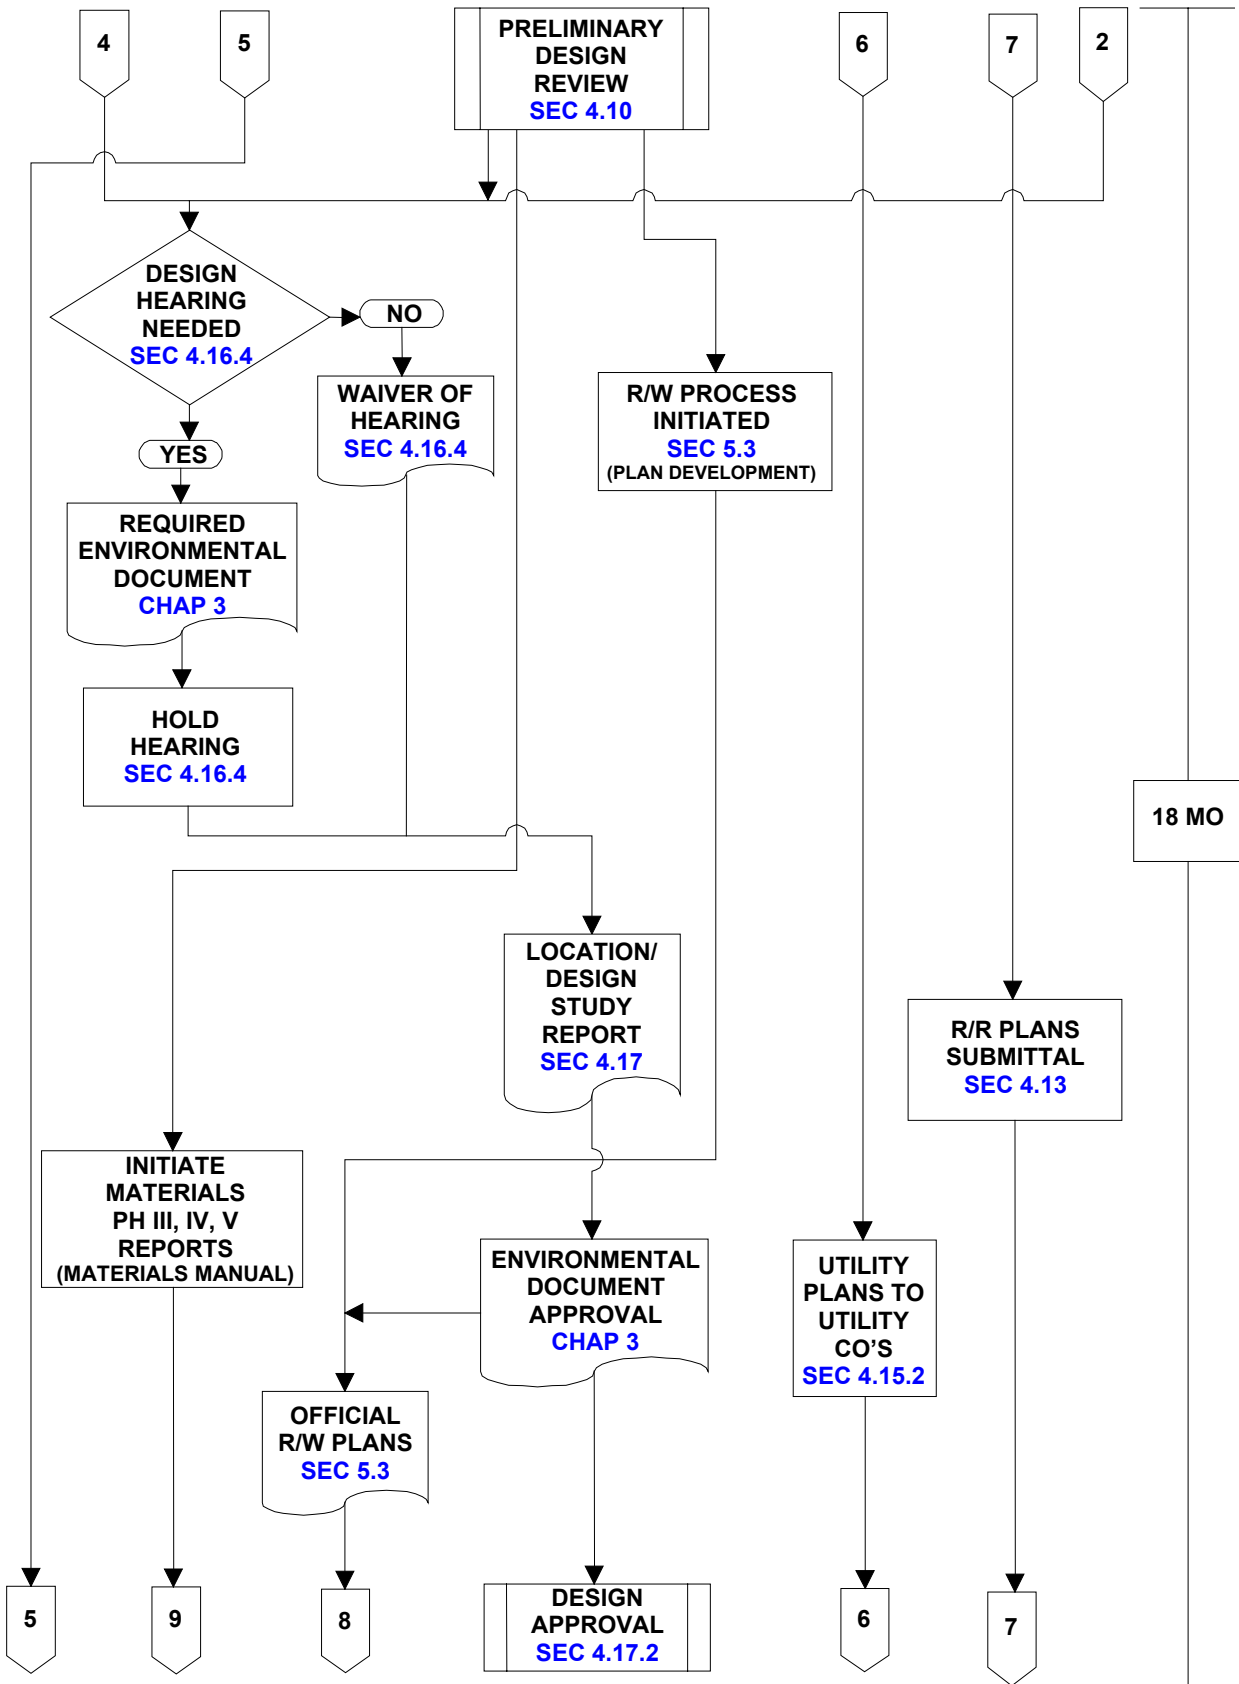 4
5
PRELIMINARY
DESIGN
REVIEW
SEC 4.10
6
7
2
DESIGN
HEARING
NEEDED
SEC 4.16.4
NO
WAIVER OF
HEARING
SEC 4.16.4
R/W PROCESS
INITIATED
SEC 5.3
(PLAN DEVELOPMENT)
YES
REQUIRED
ENVIRONMENTAL
DOCUMENT
CHAP 3
HOLD
HEARING
SEC 4.16.4
18 MO
LOCATION/
DESIGN
STUDY
REPORT
SEC 4.17
R/R PLANS
SUBMITTAL
SEC 4.13
INITIATE
MATERIALS
PH III, IV, V
REPORTS
(MATERIALS MANUAL)
ENVIRONMENTAL
DOCUMENT
APPROVAL
CHAP 3
UTILITY
PLANS TO
UTILITY
CO’S
SEC 4.15.2
OFFICIAL
R/W PLANS
SEC 5.3
5
9
8
DESIGN
APPROVAL
SEC 4.17.2
6
7